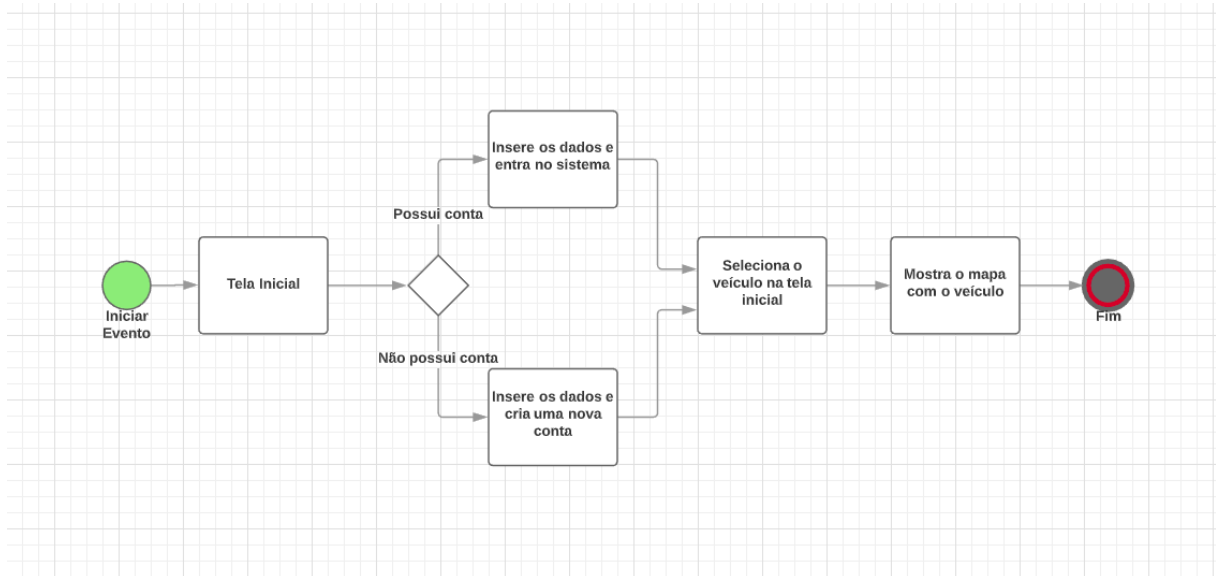 Iniciar
Evento
Tela Inicial
Possui conta
Não possui conta
Insere os dados e
entra no sistema
Insere os dados e
cria uma nova
conta
Seleciona o
veículo na tela
inicial
Mostra o mapa
com o veículo
Fim